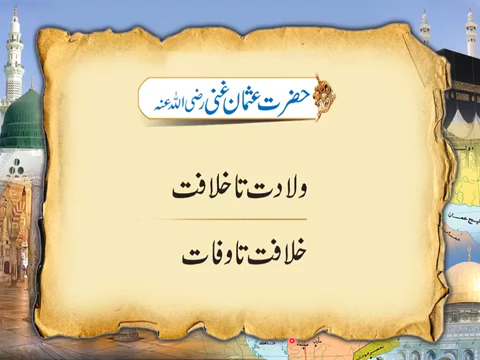 حضرت عثمان غنی رضی اللہ عنہ
ولادت تا خلافت
خلافت تا وفات